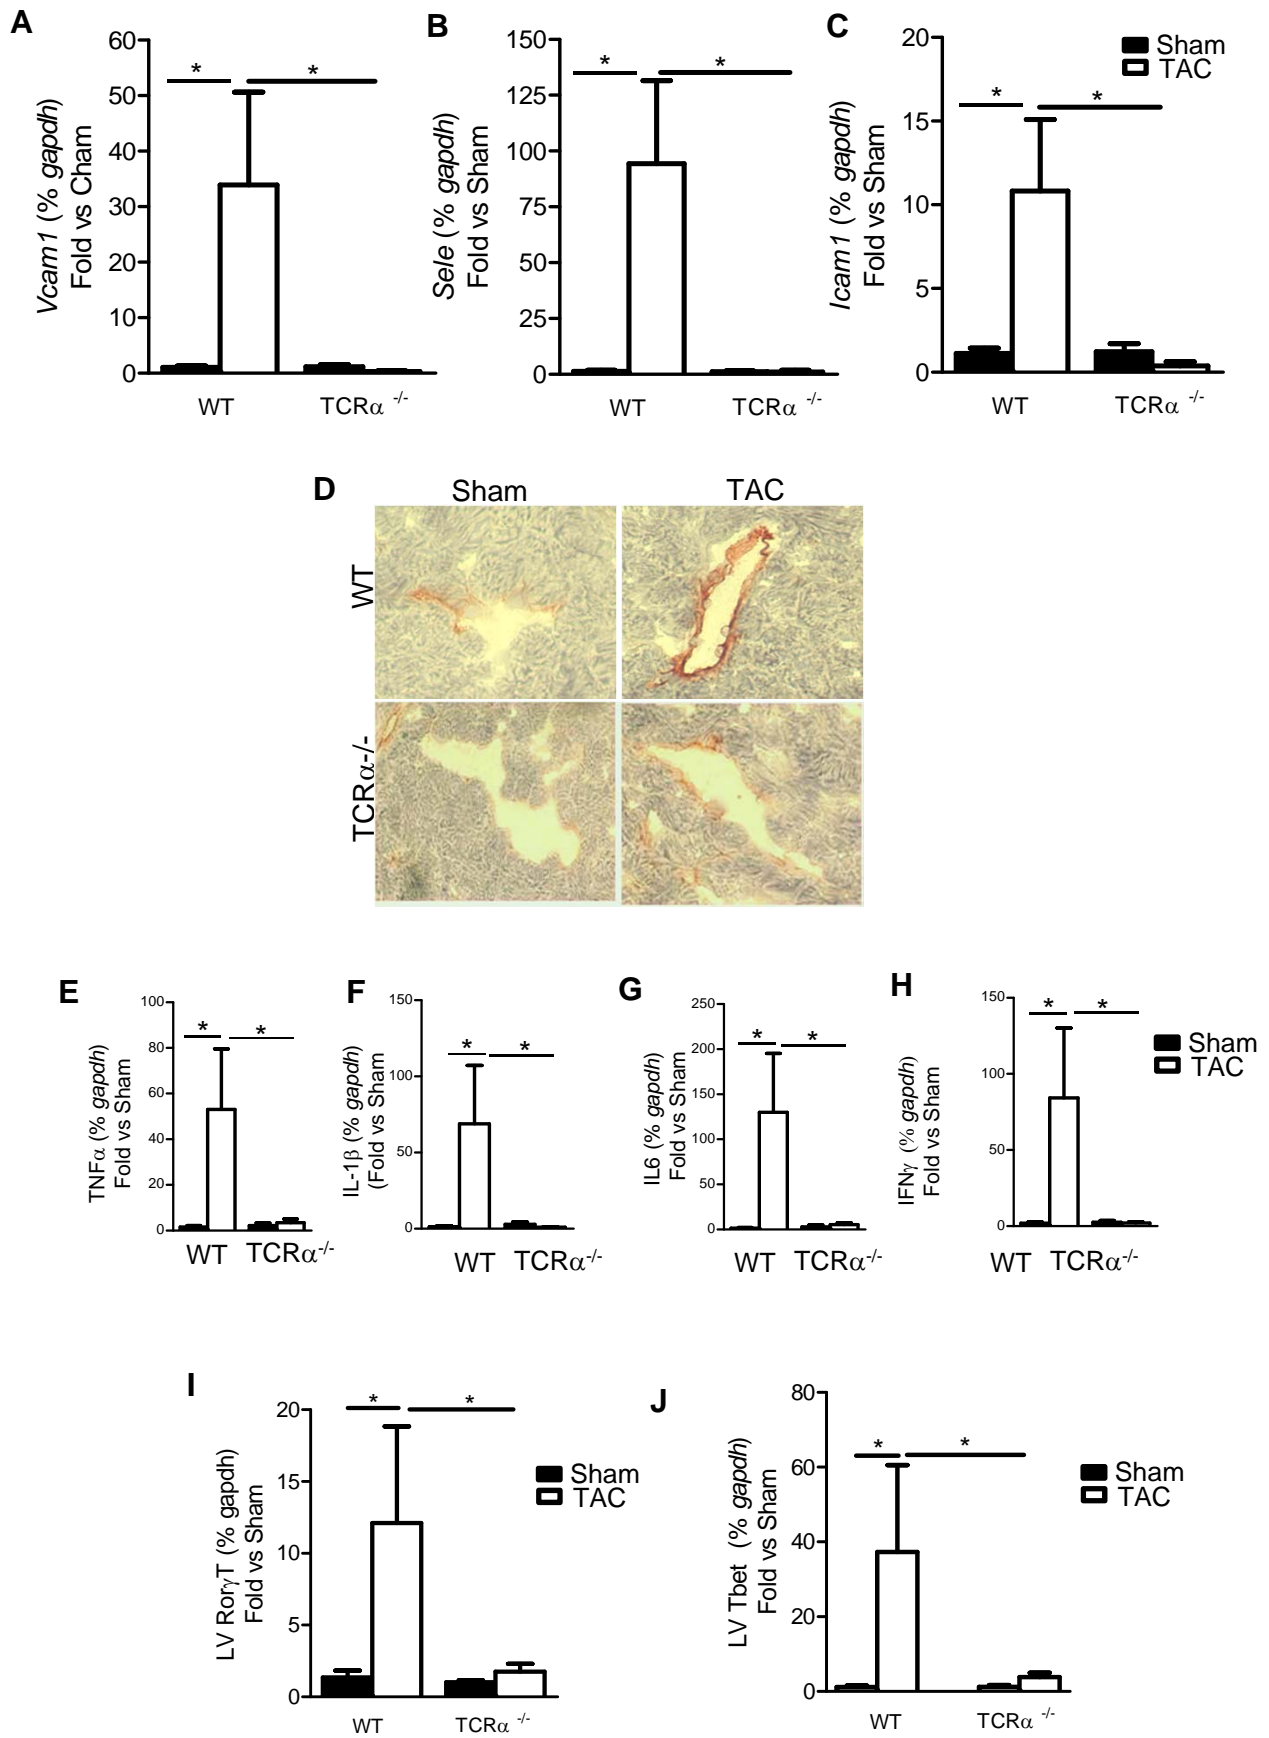 A
60
50
40
30
20
10
0
Vcam1 (% gapdh)
Fold vs Cham
*
*
WT
TCRα -/-
B
150
125
100
75
50
25
0
Sele (% gapdh)
Fold vs Sham
*
*
WT
TCRα -/-
C
20
15
10
5
0
Icam1 (% gapdh)
Fold vs Sham
*
*
Sham
TAC
WT
TCRα -/-
D
Sham
TAC
WT
TCRα-/-
E
100
80
60
40
20
0
TNFα (% gapdh)
Fold vs Sham
*
*
WT
TCRα-/-
F
150
100
50
0
IL-1β (% gapdh)
(Fold vs Sham
*
*
WT
TCRα-/-
G
250
200
150
100
50
0
IL6 (% gapdh)
Fold vs Sham
*
*
WT
TCRα-/-
H
150
100
50
0
IFNγ (% gapdh)
Fold vs Sham
*
*
Sham
TAC
WT
TCRα-/-
I
20
15
10
5
0
LV RorγT (% gapdh)
Fold vs Sham
*
*
Sham
TAC
WT
TCRα -/-
J
80
60
40
20
0
LV Tbet (% gapdh)
Fold vs Sham
*
*
Sham
TAC
WT
TCRα -/-